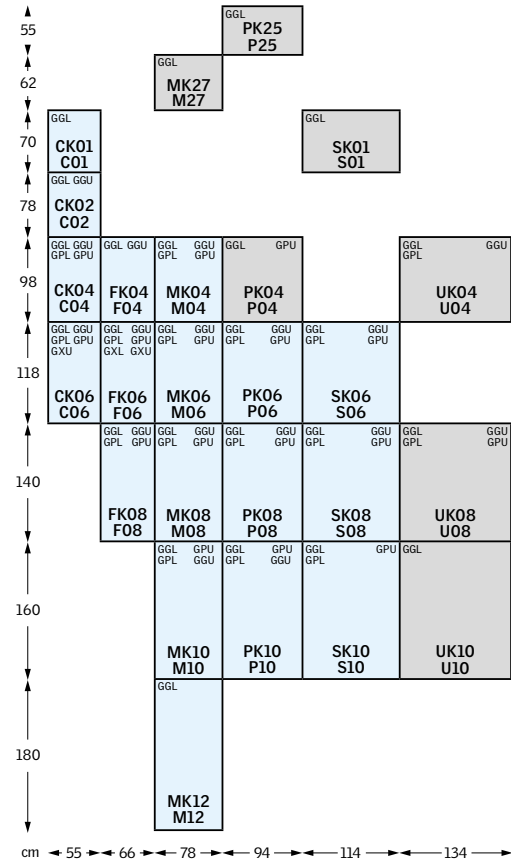 55
GGL
PK25
P25
62
GGL
MK27
M27
70
GGL
CK01
C01
GGL
SK01
S01
78
GGL GGU
CK02
C02
98
GGL GGU
GPL GPU
CK04
C04
GGL GGU
FK04
F04
GGL GGU
GPL GPU
MK04
M04
GGL GPU
PK04
P04
GGL GGU
GPL
UK04
U04
118
GGL GGU
GPL GPU
GXU
CK06
C06
GGL GPU
GPL GGU
GXL GXU
FK06
F06
GGL GGU
GPL GPU
MK06
M06
GGL GGU
GPL GPU
PK06
P06
GGL GGU
GPL GPU
SK06
S06
140
GGL GGU
GPL GPU
FK08
F08
GGL GGU
GPL GPU
MK08
M08
GGL GGU
GPL GPU
PK08
P08
GGL GGU
GPL GPU
SK08
S08
GGL GGU
GPL GPU
UK08
U08
160
GGL GPU
GPL GGU
MK10
M10
GGL GPU
GPL GGU
PK10
P10
GGL GPU
GPL
SK10
S10
GGL
UK10
U10
180
GGL
MK12
M12
cm 55 66 78 94 114 134